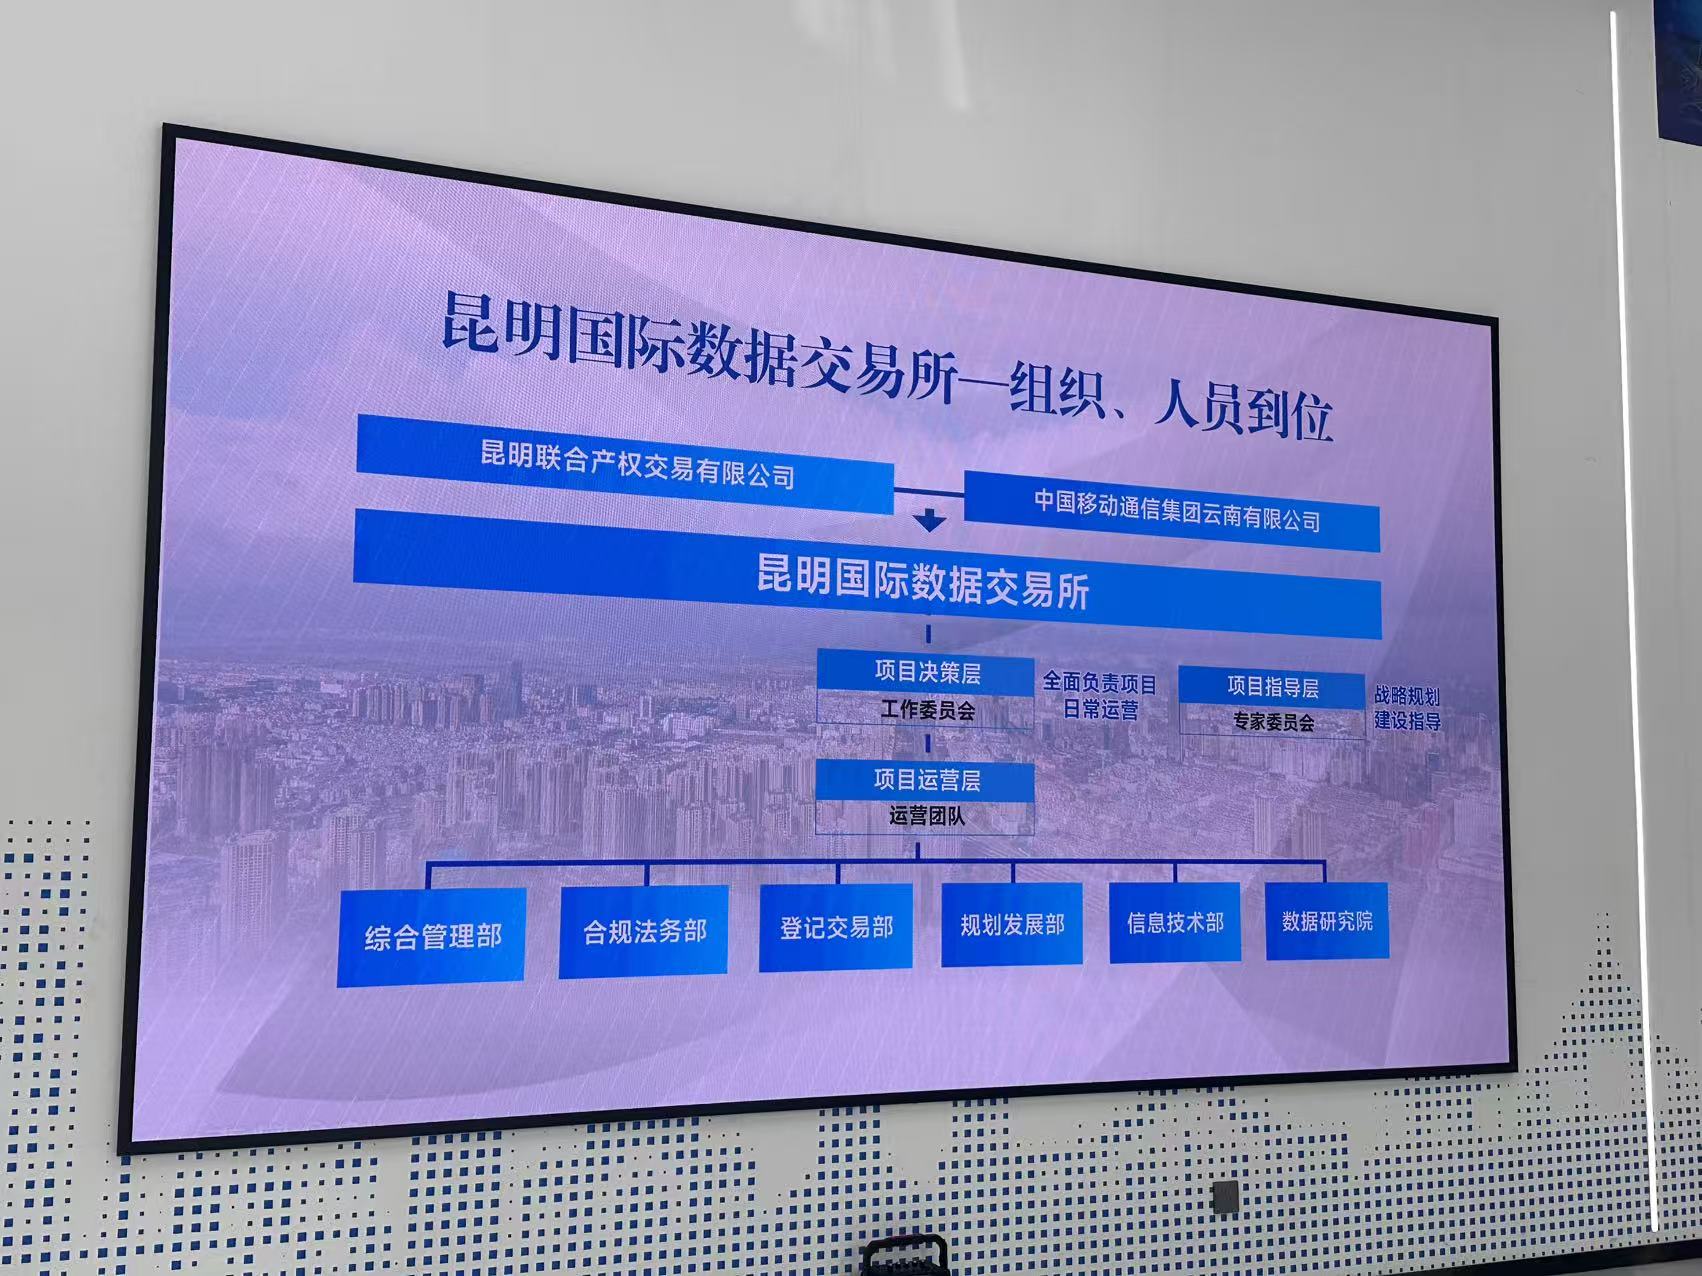 昆明国际数据交易所—组织、人员到位
昆明联合产权交易有限公司
中国移动通信集团云南有限公司
昆明国际数据交易所
项目决策层
工作委员会
全面负责项目
日常运营
项目指导层
专家委员会
战略规划
建设指导
项目运营层
运营团队
综合管理部
合规法务部
登记交易部
规划发展部
信息技术部
数据研究院